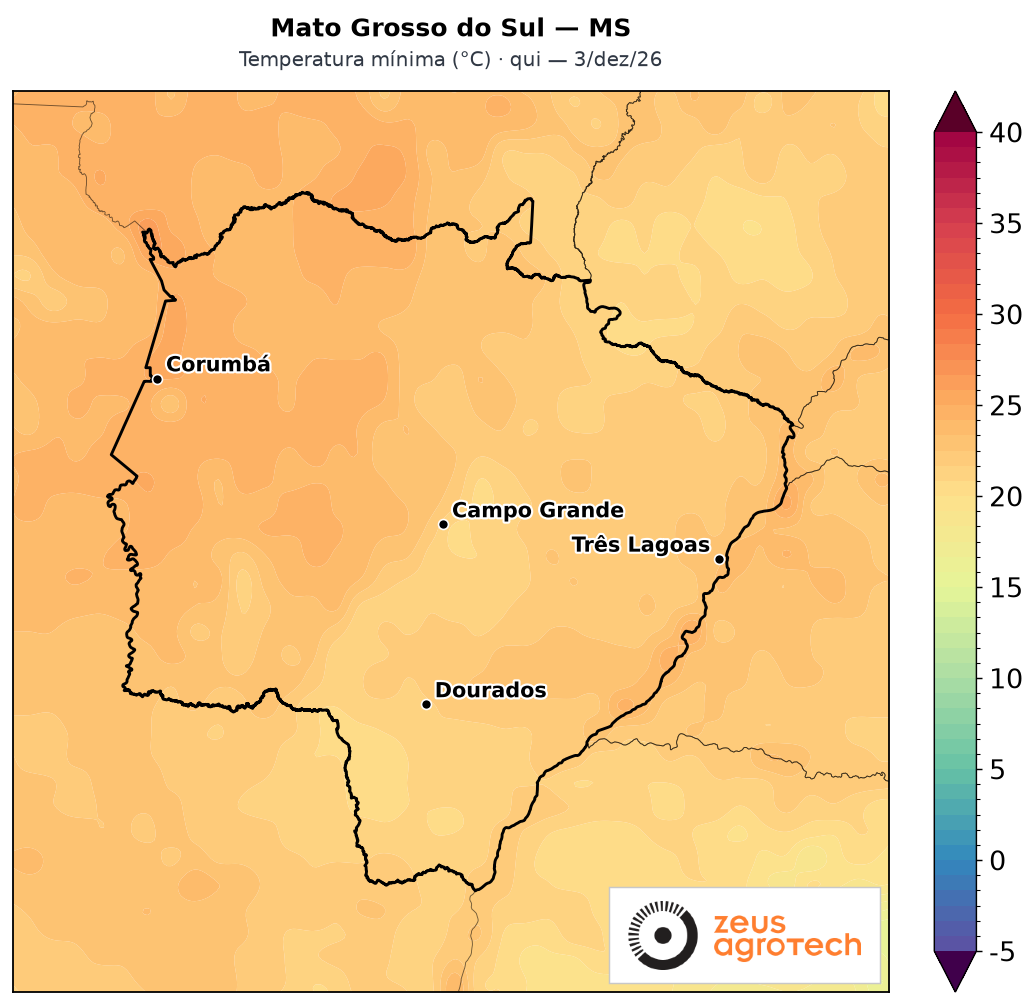 Mato Grosso do Sul — MS
Temperatura mínima (°C) · qui — 3/dez/26
40
35
30
25
20
15
10
5
0
-5
Corumbá
Campo Grande
Três Lagoas
Dourados
zeus
agrotech